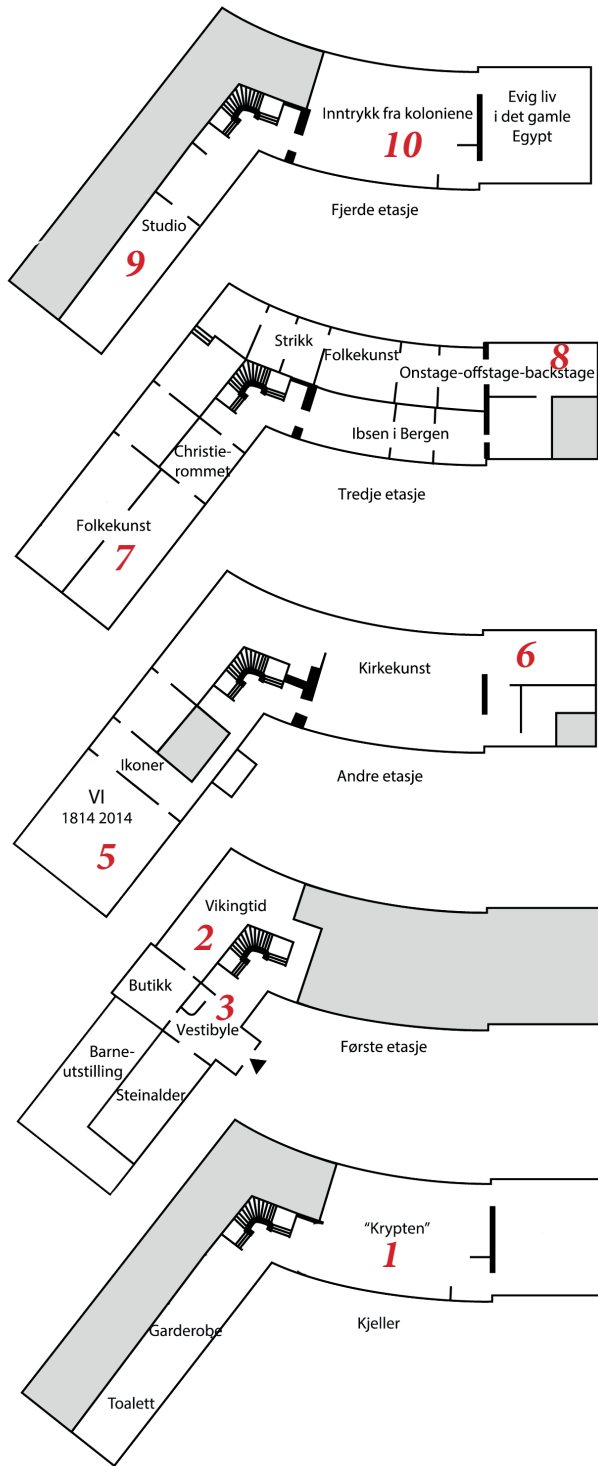 Inntrykk fra koloniene
10
Evig liv
i det gamle
Egypt
Studio
9
Fjerde etasje
Strikk
Folkekunst
8
Onstage-offstage-backstage
Ibsen i Bergen
Christie-
rommet
Folkekunst
7
Tredje etasje
Kirkekunst
6
Ikoner
VI
1814 2014
5
Andre etasje
Vikingtid
2
Butikk
3
Vestibyle
Barne-
utstilling
Steinalder
Første etasje
"Krypten"
1
Garderobe
Toalett
Kjeller